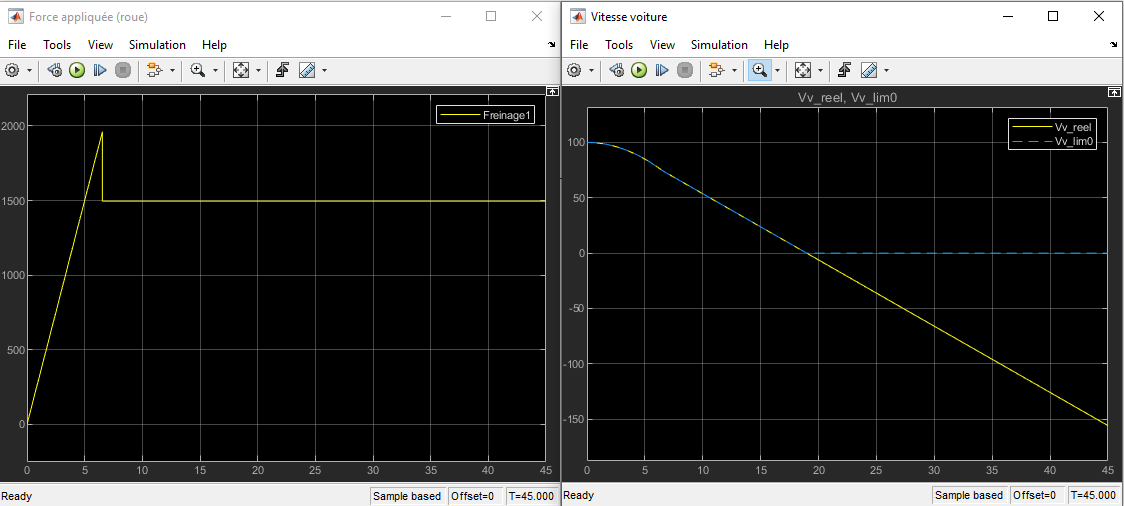 Force appliquée (roue)
File Tools View Simulation Help
Freinage1
2000
1500
1000
500
0
0 5 10 15 20 25 30 35 40 45
Ready
Sample based Offset=0 T=45.000
Vitesse voiture
File Tools View Simulation Help
Vv_reel, Vv_lim0
Vv_reel
Vv_lim0
100
50
0
-50
-100
-150
0 5 10 15 20 25 30 35 40 45
Ready
Sample based Offset=0 T=45.000